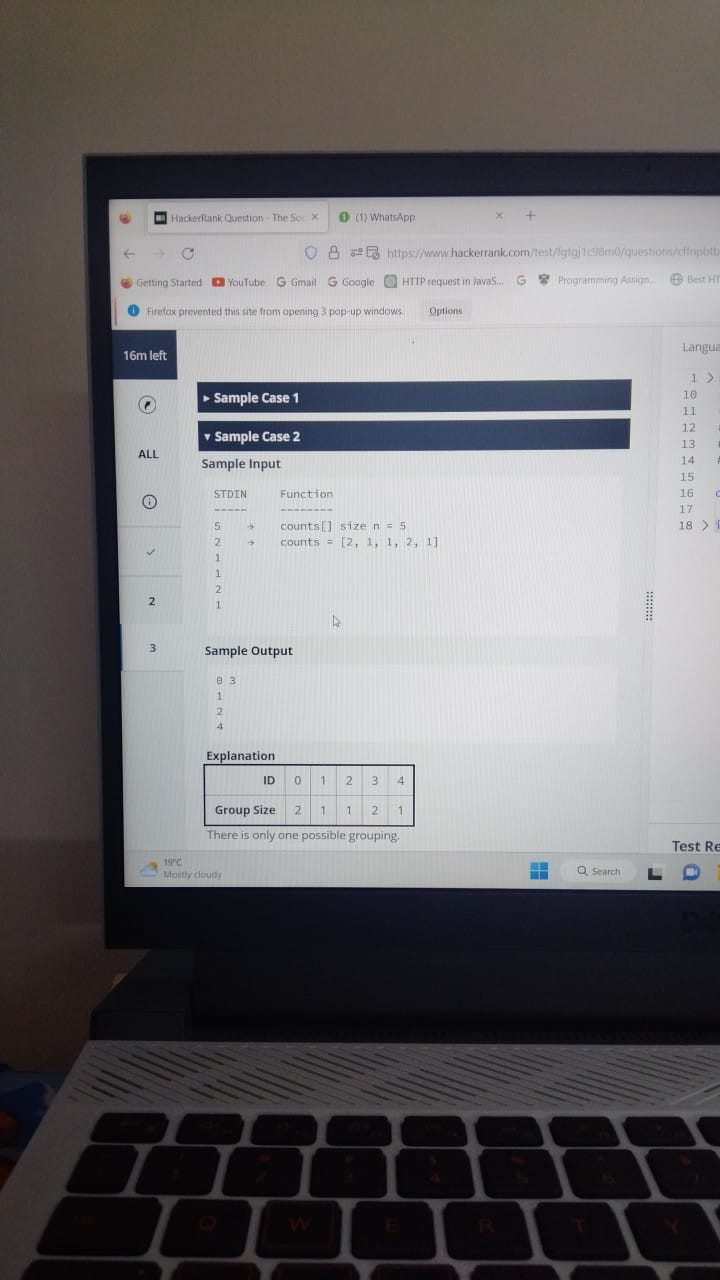 HackerRank Question - The Soc
(1) WhatsApp
https://www.hackerrank.com/test/fgtgj1c98m0/questions/
Getting Started YouTube Gmail Google HTTP request in JavaS... G Programming Assign... Best
Firefox prevented this site from opening 3 pop-up windows. Options
16m left
ALL
2
3
▸ Sample Case 1
▾ Sample Case 2
Sample Input
STDIN Function
----- --------
5 → counts[] size n = 5
2 → counts = [2, 1, 1, 2, 1]
1
1
2
1
Sample Output
0 3
1
2
4
Explanation
ID 0 1 2 3 4
Group Size 2 1 1 2 1
There is only one possible grouping.
1 >
10
11
12
13
14
15
16
17
18 >
Test Re
19°C
Mostly cloudy
Search
Q W E R T Y